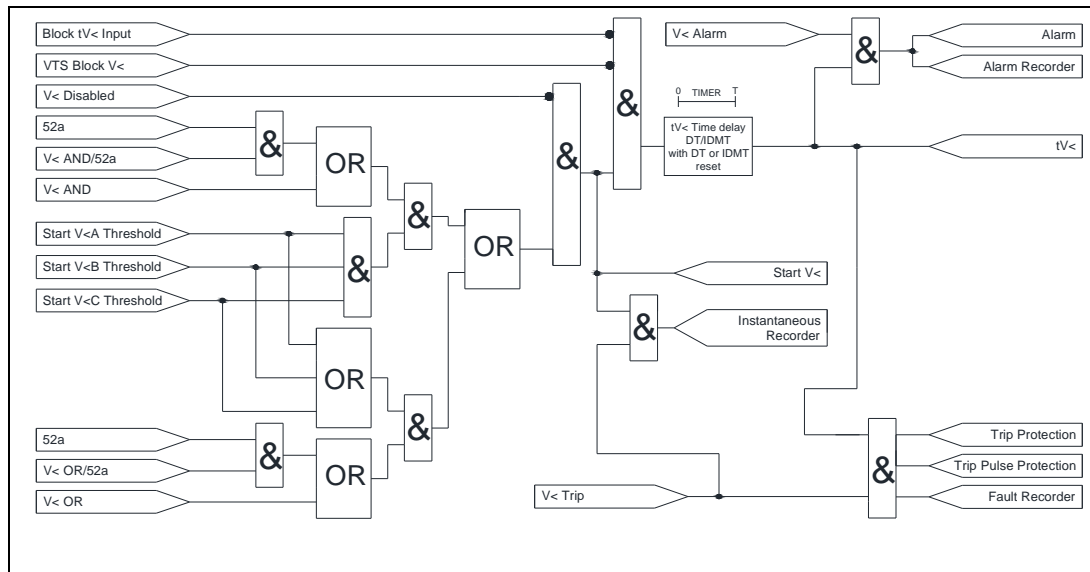 Block tV< Input
VTS Block V<
V< Disabled
52a
V< AND/52a
V< AND
Start V<A Threshold
Start V<B Threshold
Start V<C Threshold
52a
V< OR/52a
V< OR
&
OR
&
&
OR
&
OR
&
OR
&
&
0 TIMER T
tV< Time delay
DT/IDMT
with DT or IDMT
reset
V< Alarm
&
Alarm
Alarm Recorder
tV<
Start V<
&
Instantaneous
Recorder
V< Trip
&
Trip Protection
Trip Pulse Protection
Fault Recorder